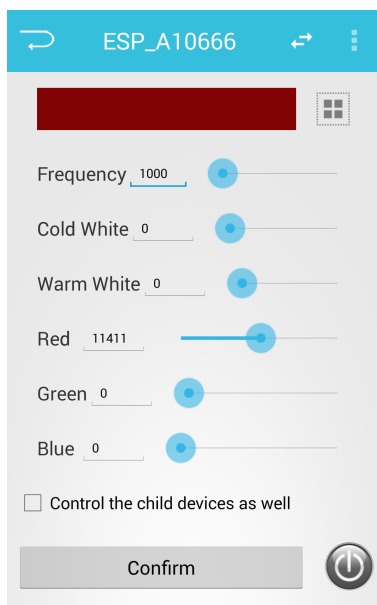 ESP_A10666
Frequency 1000
Cold White 0
Warm White 0
Red 11411
Green 0
Blue 0
Control the child devices as well
Confirm